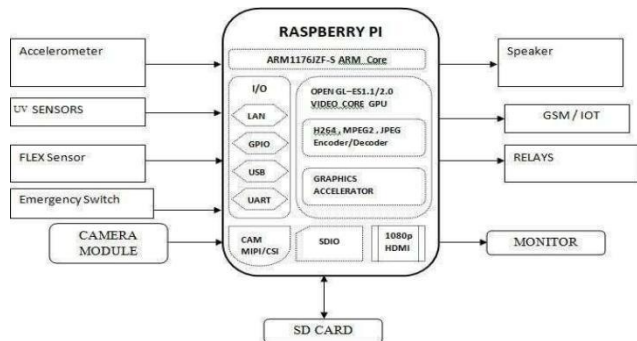 RASPBERRY PI
ARM1176JZF-S ARM Core
I/O
LAN
GPIO
USB
UART
OPEN GL–ES1.1/2.0
VIDEO CORE GPU
H264 , MPEG2 , JPEG
Encoder/Decoder
GRAPHICS
ACCELERATOR
CAM
MIPI/CSI
SDIO
1080p
HDMI
Accelerometer
UV SENSORS
FLEX Sensor
Emergency Switch
CAMERA
MODULE
Speaker
GSM / IOT
RELAYS
MONITOR
SD CARD